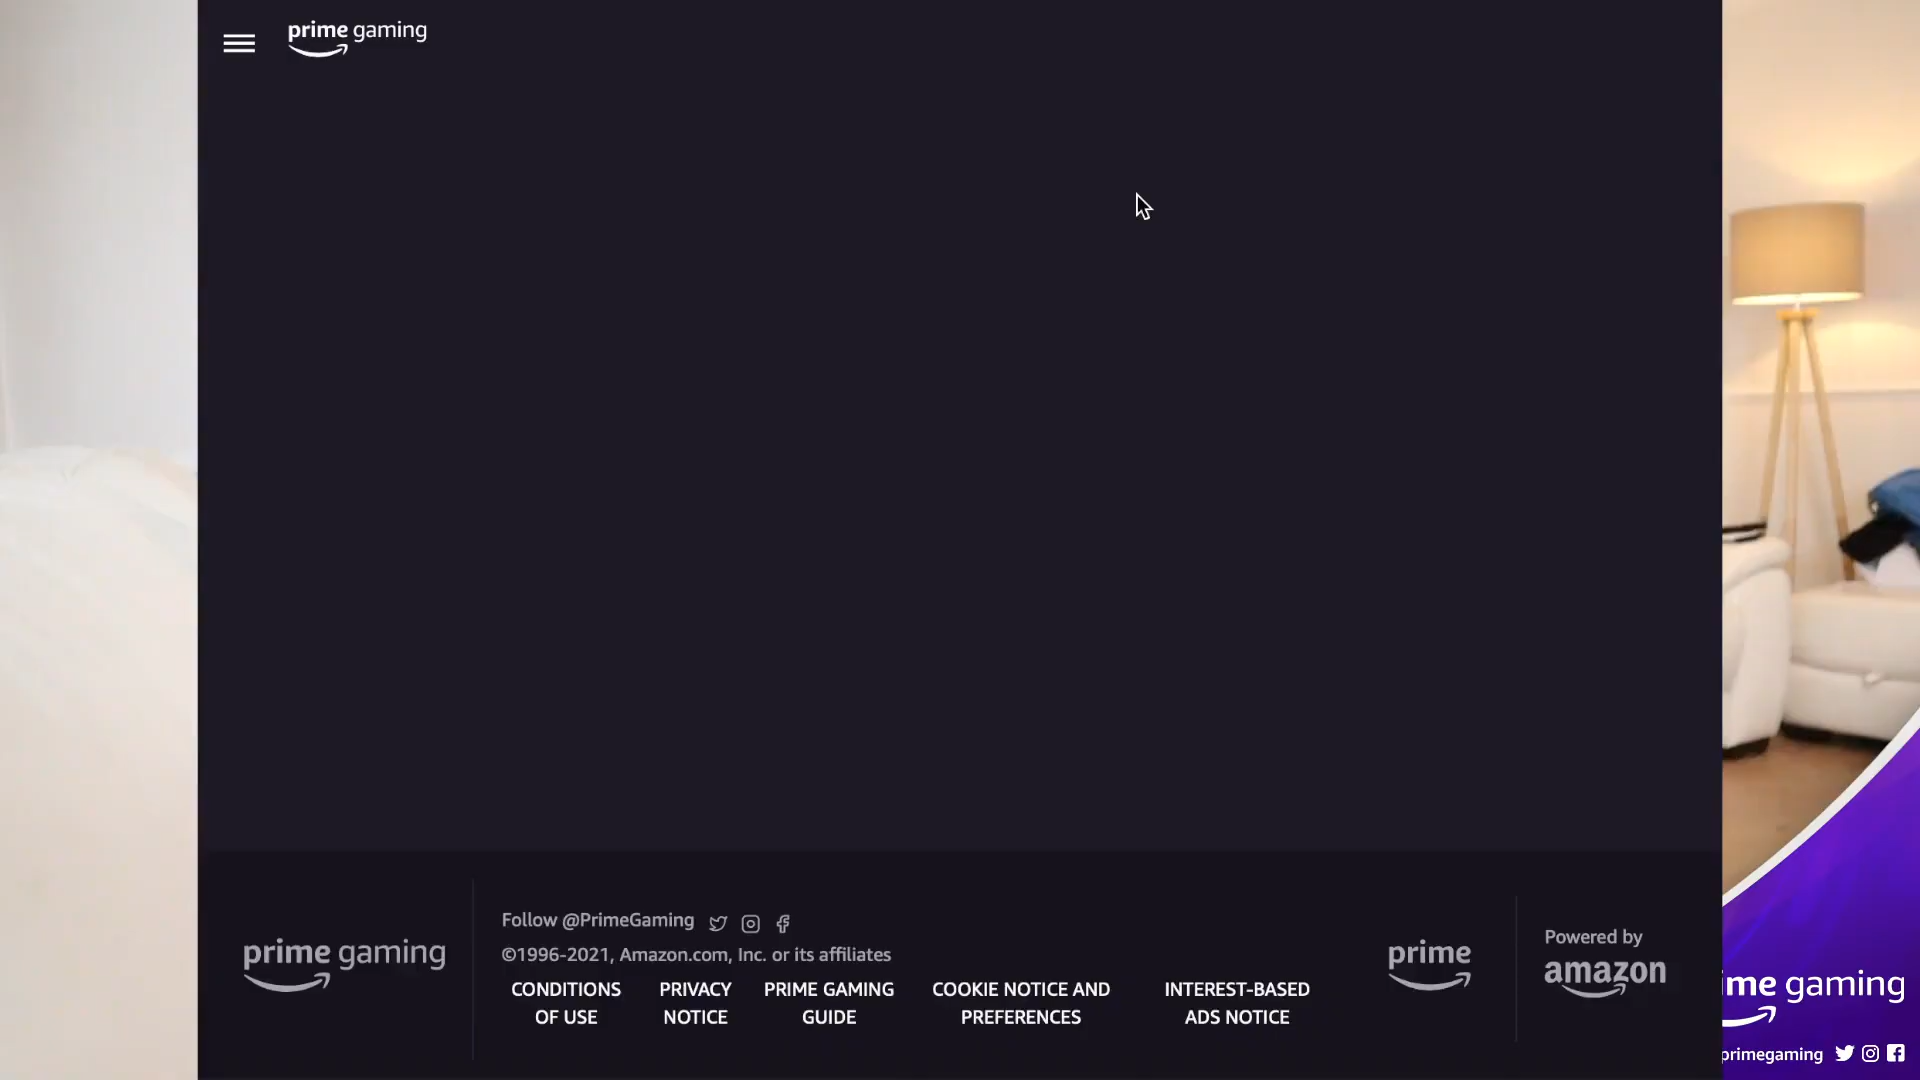 prime gaming
Follow @PrimeGaming
©1996-2021, Amazon.com, Inc. or its affiliates
prime gaming
CONDITIONS OF USE
PRIVACY NOTICE
PRIME GAMING GUIDE
COOKIE NOTICE AND PREFERENCES
INTEREST-BASED ADS NOTICE
prime
Powered by
amazon
ime gaming
primegaming